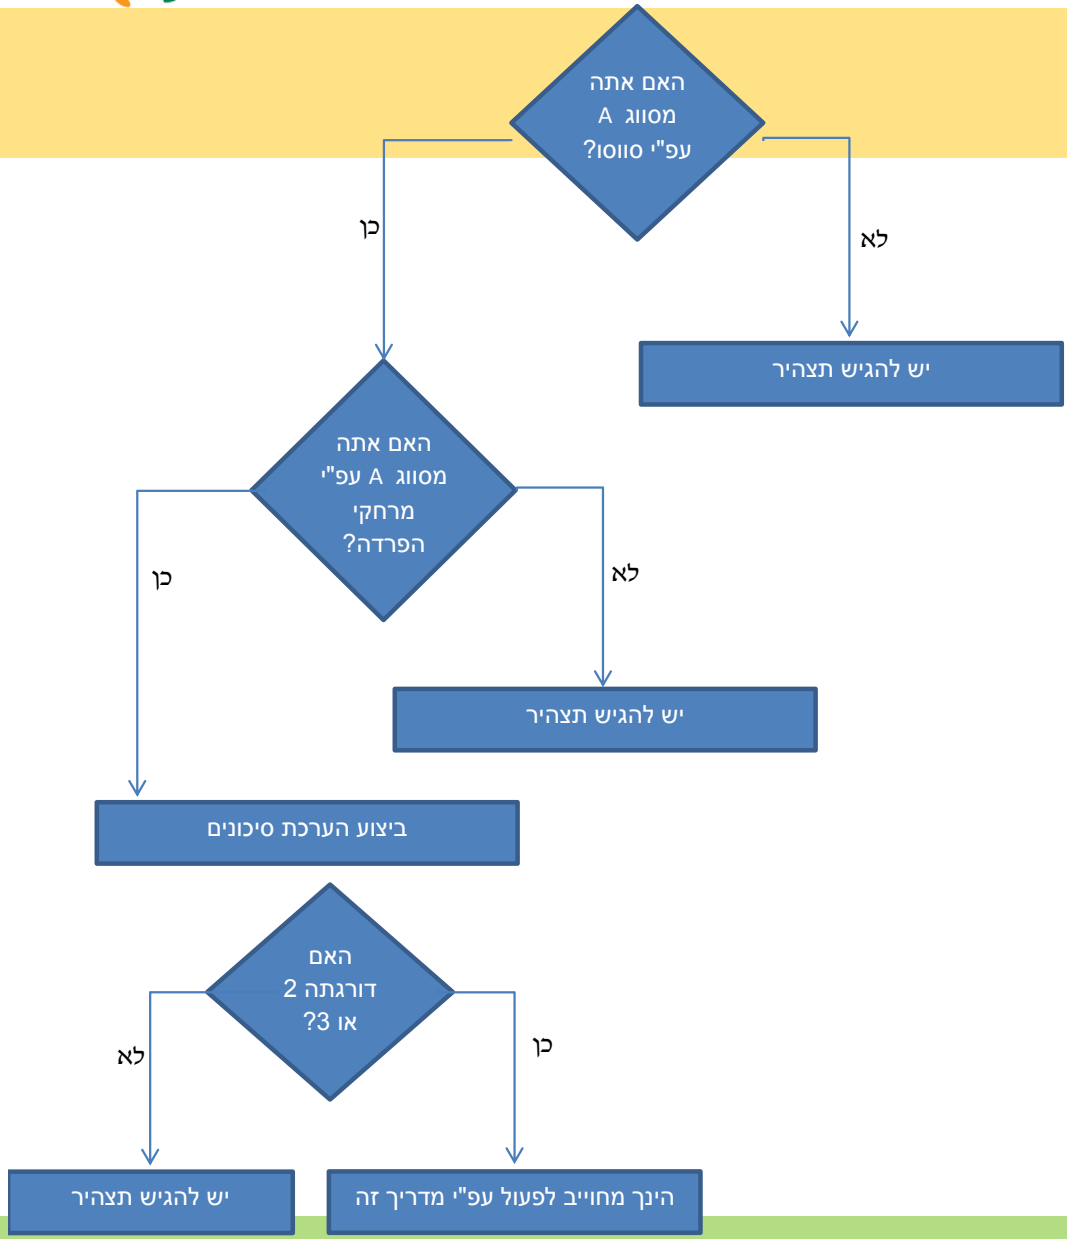 האם אתה
מסווג A
עפ"י סווסו?
כן
לא
יש להגיש תצהיר
האם אתה
מסווג A עפ"י
מרחקי
הפרדה?
כן
לא
יש להגיש תצהיר
ביצוע הערכת סיכונים
האם
דורגתה 2
או 3?
לא
כן
יש להגיש תצהיר
הינך מחוייב לפעול עפ"י מדריך זה